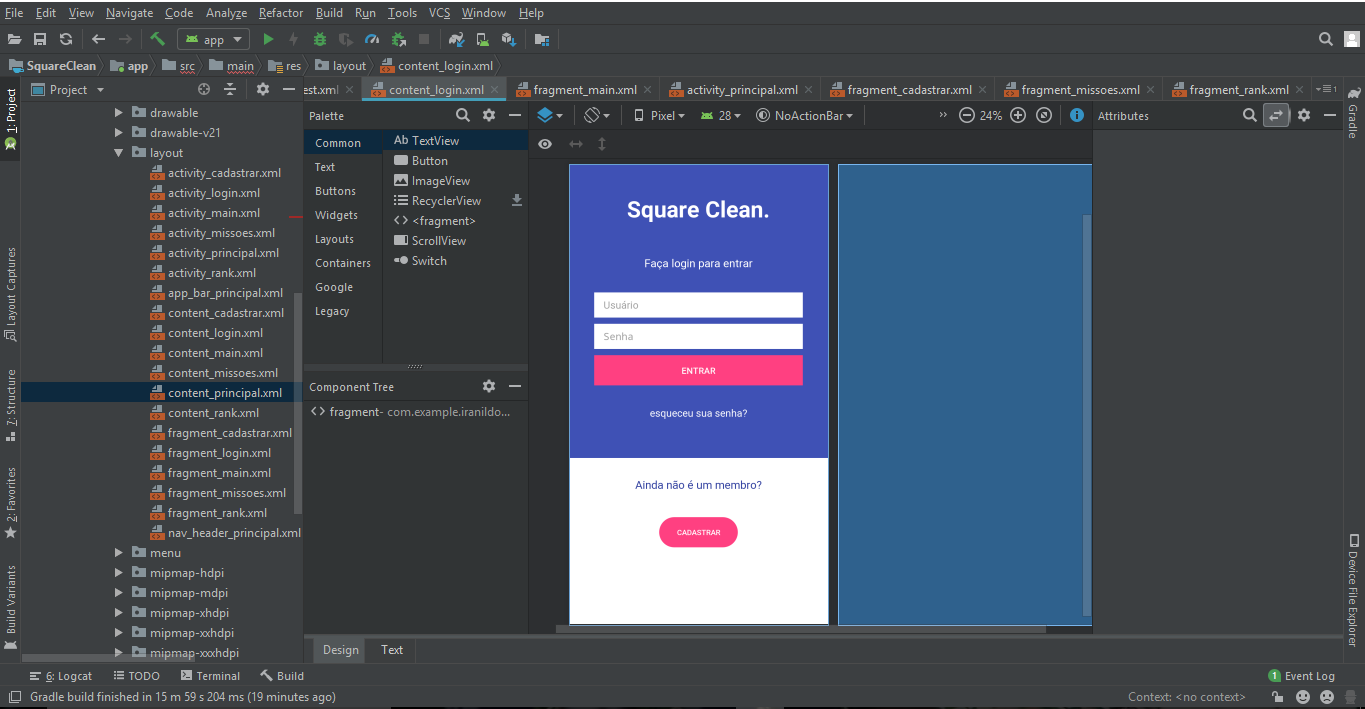 File Edit View Navigate Code Analyze Refactor Build Run Tools VCS Window Help
app
SquareClean app src main res layout content_login.xml
Project
est.xml content_login.xml fragment_main.xml activity_principal.xml fragment_cadastrar.xml fragment_missoes.xml fragment_rank.xml
1
1: Project
Layout Captures
7: Structure
2: Favorites
Build Variants
drawable
drawable-v21
layout
activity_cadastrar.xml
activity_login.xml
activity_main.xml
activity_missoes.xml
activity_principal.xml
activity_rank.xml
app_bar_principal.xml
content_cadastrar.xml
content_login.xml
content_main.xml
content_missoes.xml
content_principal.xml
content_rank.xml
fragment_cadastrar.xml
fragment_login.xml
fragment_main.xml
fragment_missoes.xml
fragment_rank.xml
nav_header_principal.xml
menu
mipmap-hdpi
mipmap-mdpi
mipmap-xhdpi
mipmap-xxhdpi
mipmap-xxxhdpi
Palette
Common
Text
Buttons
Widgets
Layouts
Containers
Google
Legacy
Ab TextView
Button
ImageView
RecyclerView
<fragment>
ScrollView
Switch
Component Tree
fragment- com.example.iranildo...
Pixel 28 NoActionBar
24%
Attributes
Square Clean.
Faça login para entrar
Usuário
Senha
ENTRAR
esqueceu sua senha?
Ainda não é um membro?
CADASTRAR
Design Text
Gradle
Device File Explorer
6: Logcat TODO Terminal Build
1 Event Log
Gradle build finished in 15 m 59 s 204 ms (19 minutes ago)
Context: <no context>